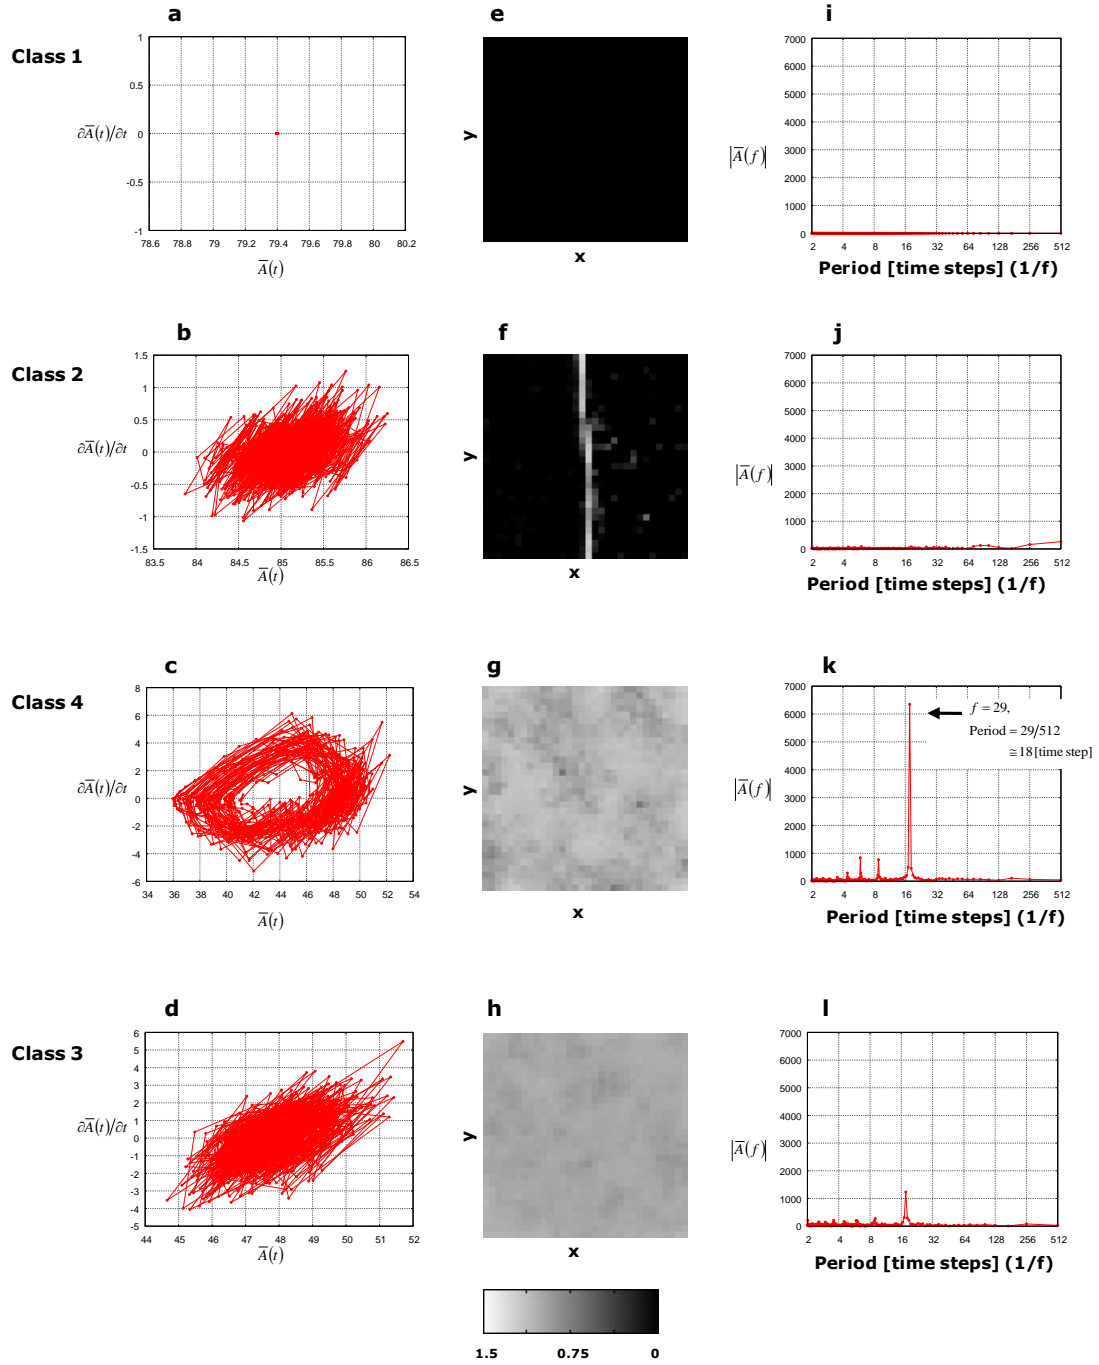 a e i
Class 1
1
0.5
∂A̅(t)/∂t 0
-0.5
-1
78.6 78.8 79 79.2 79.4 79.6 79.8 80 80.2
A̅(t)
y
x
7000
6000
5000
4000
3000
|A̅(f)|
2000
1000
0
2 4 8 16 32 64 128 256 512
Period [time steps] (1/f)
b f j
Class 2
1.5
1
0.5
∂A̅(t)/∂t
0
-0.5
-1
-1.5
83.5 84 84.5 85 85.5 86 86.5
A̅(t)
y
x
7000
6000
5000
4000
3000
|A̅(f)|
2000
1000
0
2 4 8 16 32 64 128 256 512
Period [time steps] (1/f)
c g k
Class 4
8
6
4
2
∂A̅(t)/∂t
0
-2
-4
-6
34 36 38 40 42 44 46 48 50 52 54
A̅(t)
y
x
7000
6000
5000
4000
|A̅(f)|
3000
2000
1000
0
f = 29,
Period = 29/512
≅18[time step]
2 4 8 16 32 64 128 256 512
Period [time steps] (1/f)
d h l
Class 3
6
5
4
3
2
1
∂A̅(t)/∂t
0
-1
-2
-3
-4
-5
44 45 46 47 48 49 50 51 52
A̅(t)
y
x
7000
6000
5000
4000
3000
|A̅(f)|
2000
1000
0
2 4 8 16 32 64 128 256 512
Period [time steps] (1/f)
1.5 0.75 0